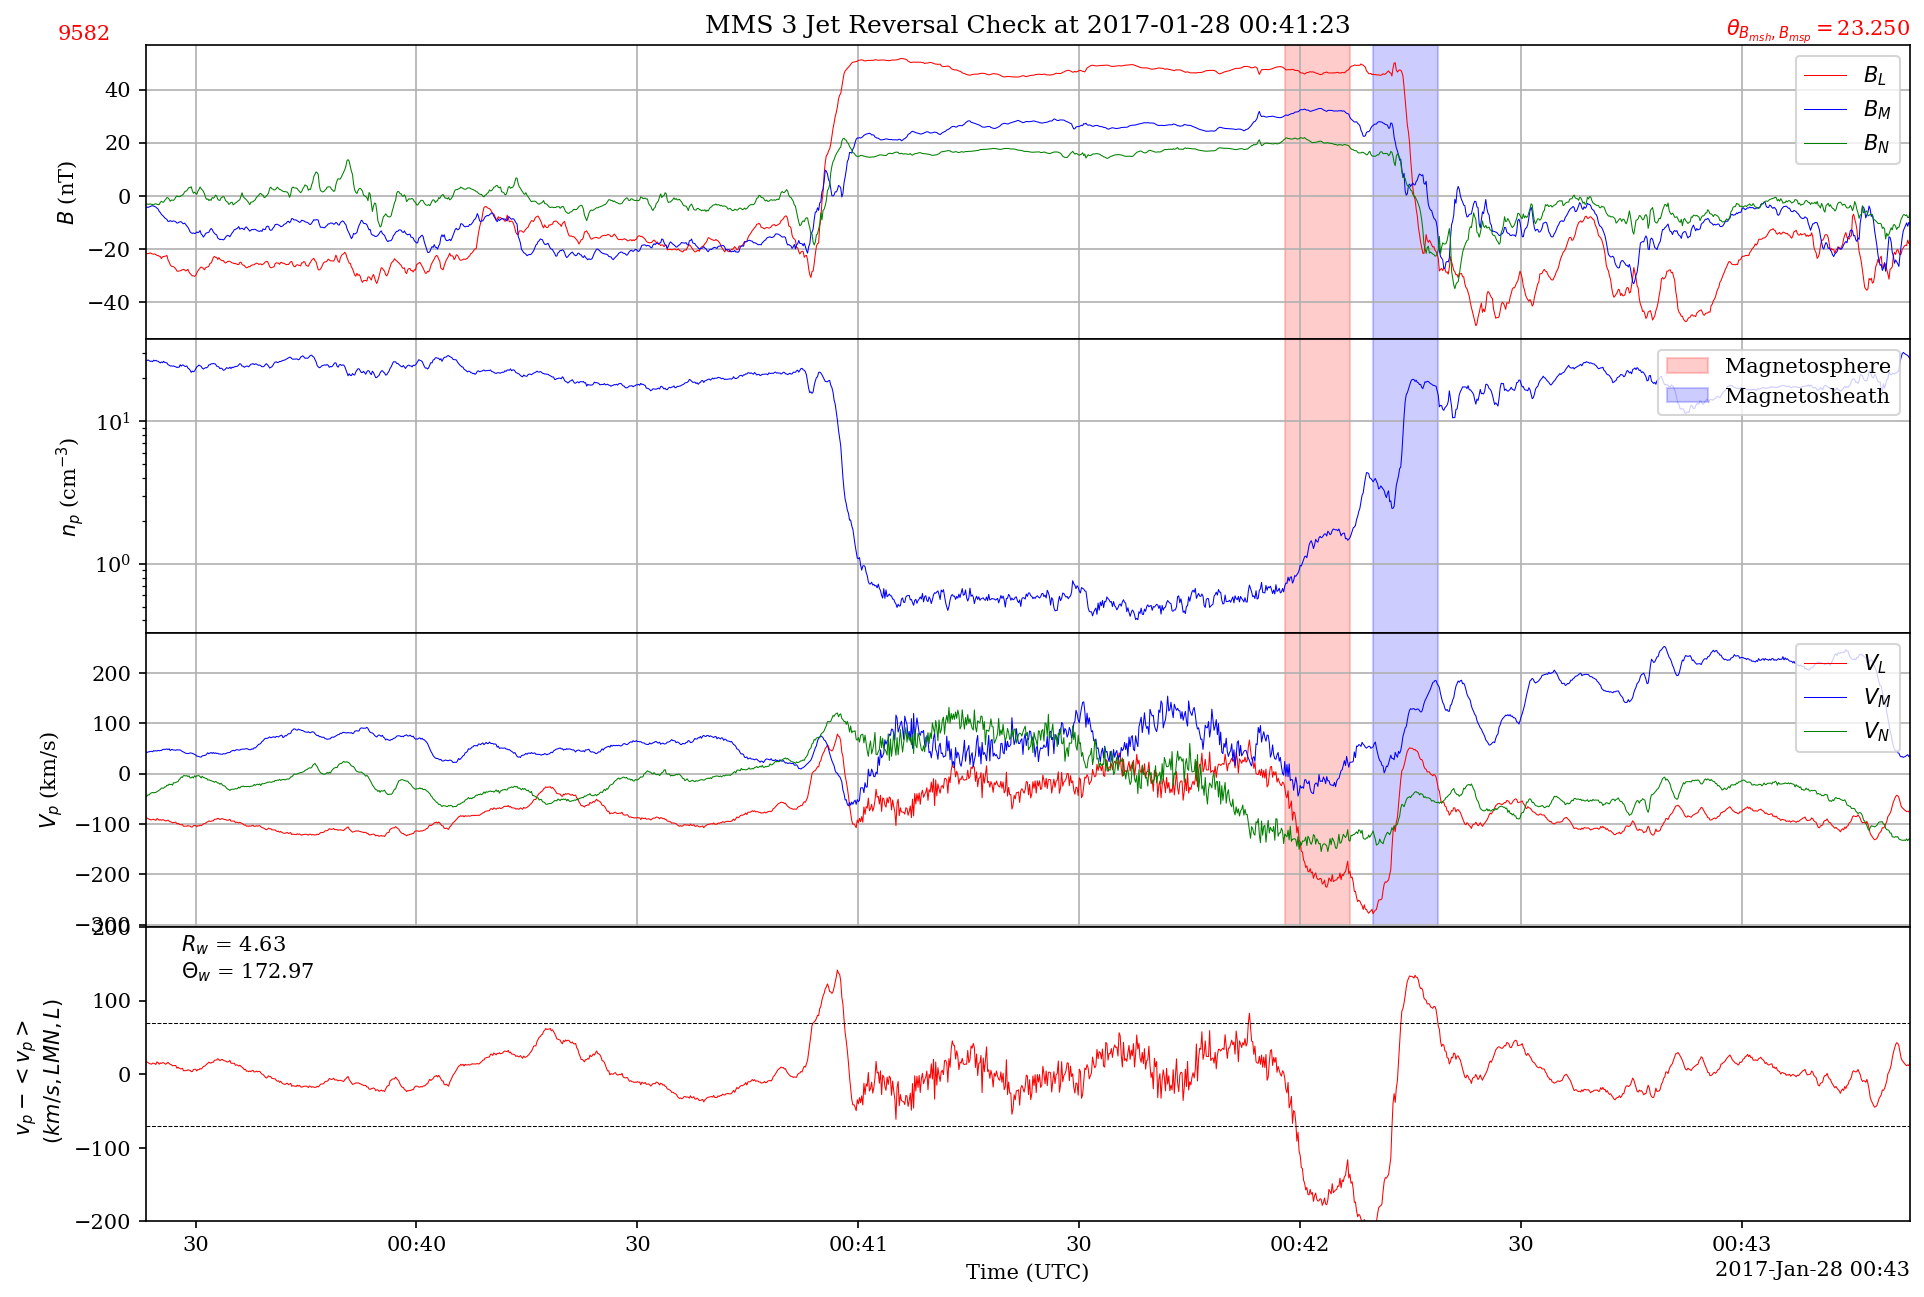 MMS 3 Jet Reversal Check at 2017-01-28 00:41:23
9582
θ_{B_{msh}, B_{msp}} = 23.250
B (nT)
40
20
0
−20
−40
B_L
B_M
B_N
n_p (cm^{−3})
10^1
10^0
Magnetosphere
Magnetosheath
V_p (km/s)
200
100
0
−100
−200
−300
V_L
V_M
V_N
v_p − < v_p >
(km/s, LMN, L)
200
100
0
−100
−200
R_w = 4.63
Θ_w = 172.97
30 00:40 30 00:41 30 00:42 30 00:43
Time (UTC)
2017-Jan-28 00:43